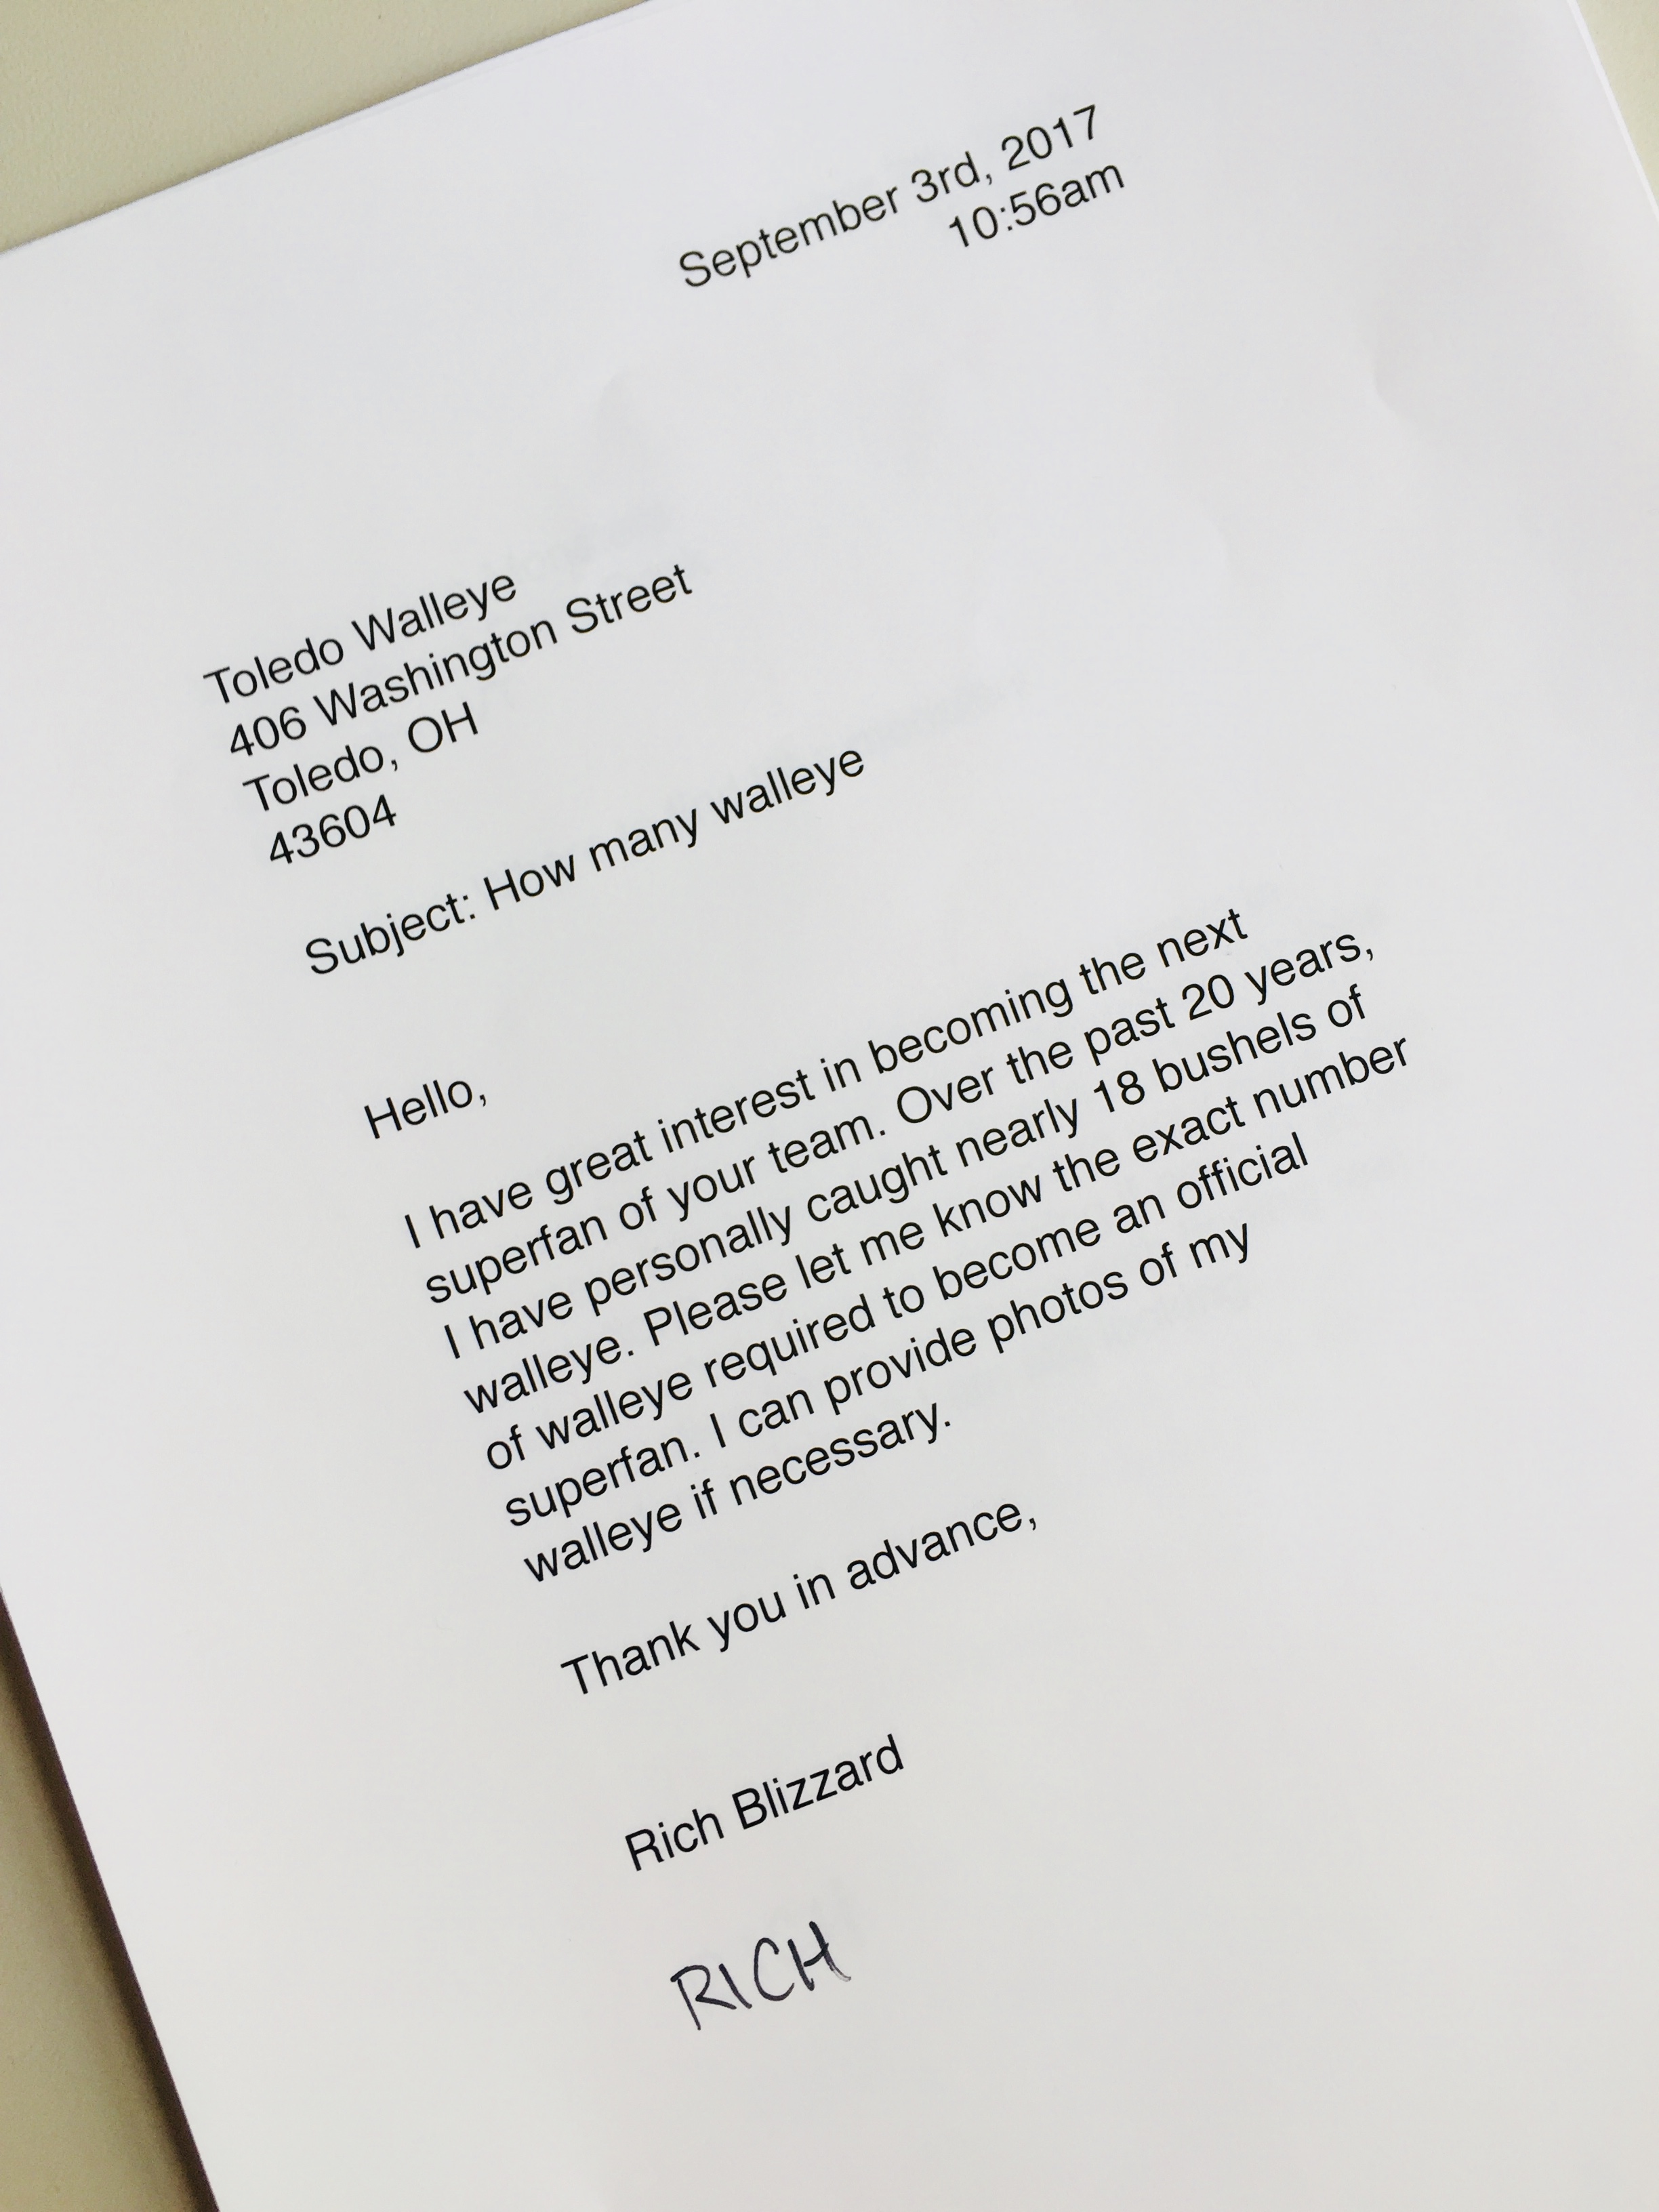 September 3rd, 2017
10:56am
Toledo Walleye
406 Washington Street
Toledo, OH
43604
Subject: How many walleye
Hello,
I have great interest in becoming the next
superfan of your team. Over the past 20 years,
I have personally caught nearly 18 bushels of
walleye. Please let me know the exact number
of walleye required to become an official
superfan. I can provide photos of my
walleye if necessary.
Thank you in advance,
Rich Blizzard
RICH